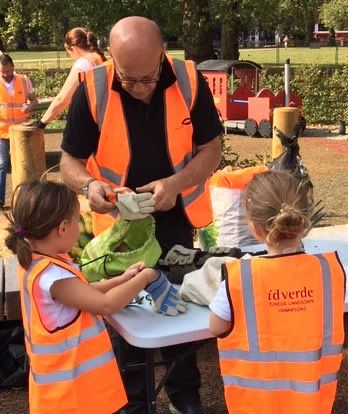 id verde
JUNIOR LANDSCAPE
CHAMPIONS